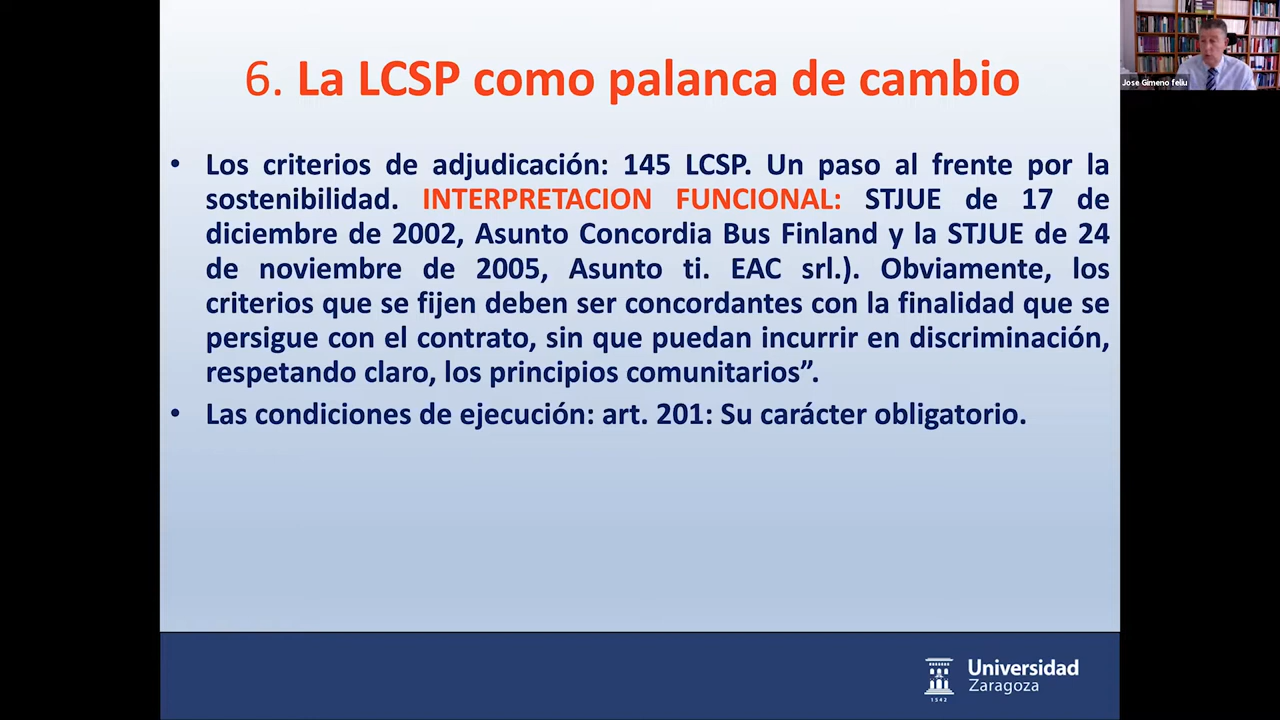 6. La LCSP como palanca de cambio
Jose Gimeno feliu
• Los criterios de adjudicación: 145 LCSP. Un paso al frente por la
sostenibilidad. INTERPRETACION FUNCIONAL: STJUE de 17 de
diciembre de 2002, Asunto Concordia Bus Finland y la STJUE de 24
de noviembre de 2005, Asunto ti. EAC srl.). Obviamente, los
criterios que se fijen deben ser concordantes con la finalidad que se
persigue con el contrato, sin que puedan incurrir en discriminación,
respetando claro, los principios comunitarios”.
• Las condiciones de ejecución: art. 201: Su carácter obligatorio.
Universidad
Zaragoza
1542